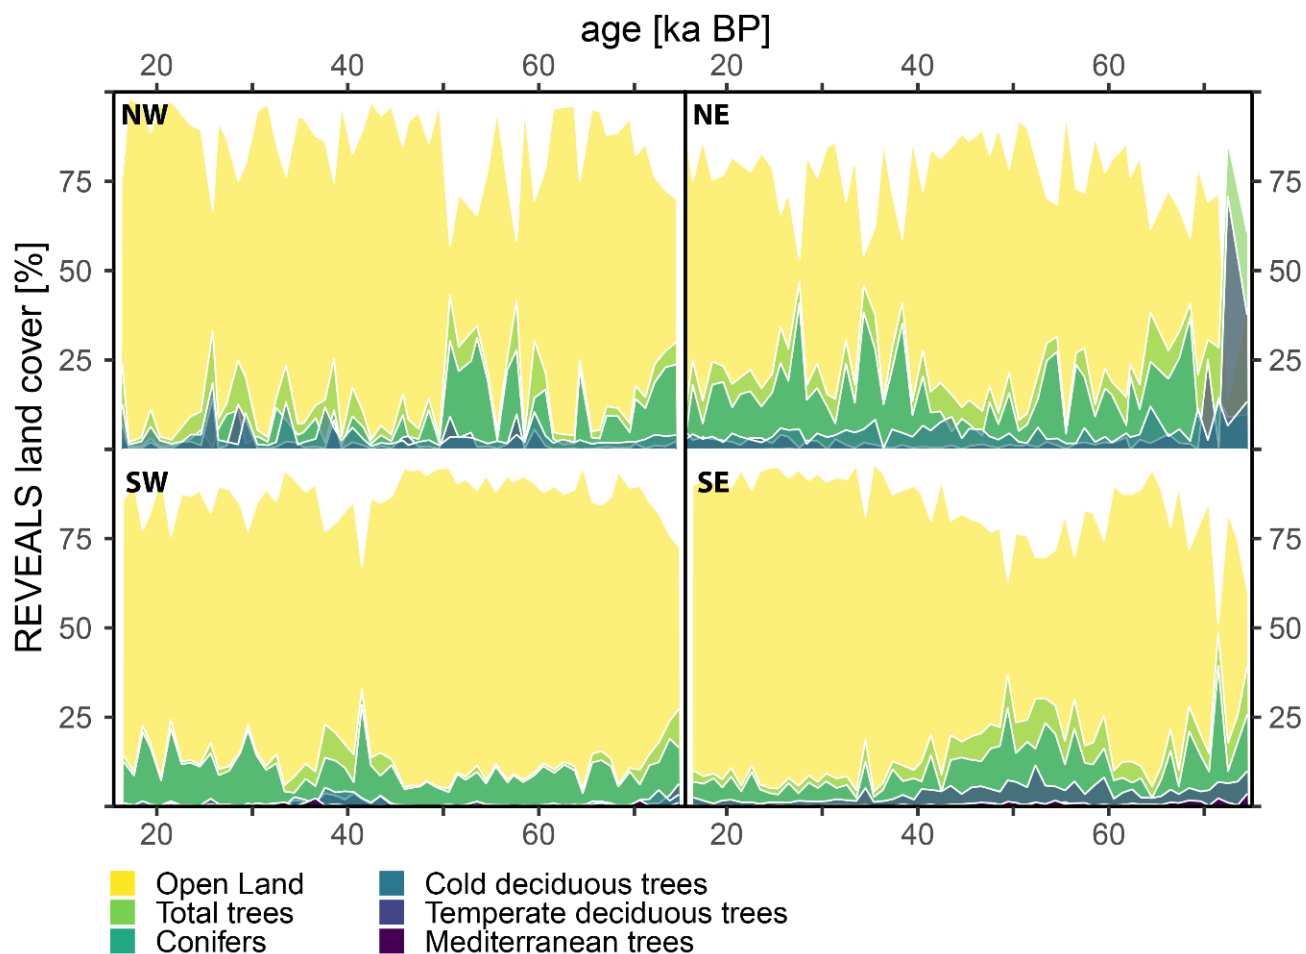 age [ka BP]
20 40 60 20 40 60
NW NE
75 75
50 50
25 25
REVEALS land cover [%]
SW SE
75 75
50 50
25 25
20 40 60 20 40 60
Open Land Cold deciduous trees
Total trees Temperate deciduous trees
Conifers Mediterranean trees